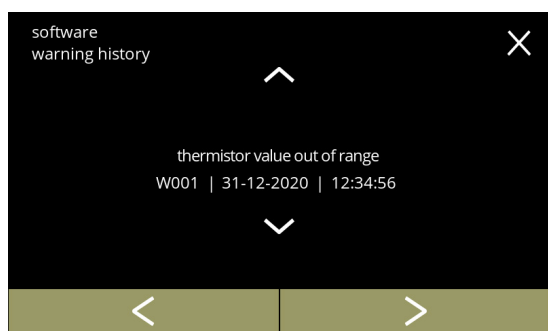 software
warning history
thermistor value out of range
W001 | 31-12-2020 | 12:34:56